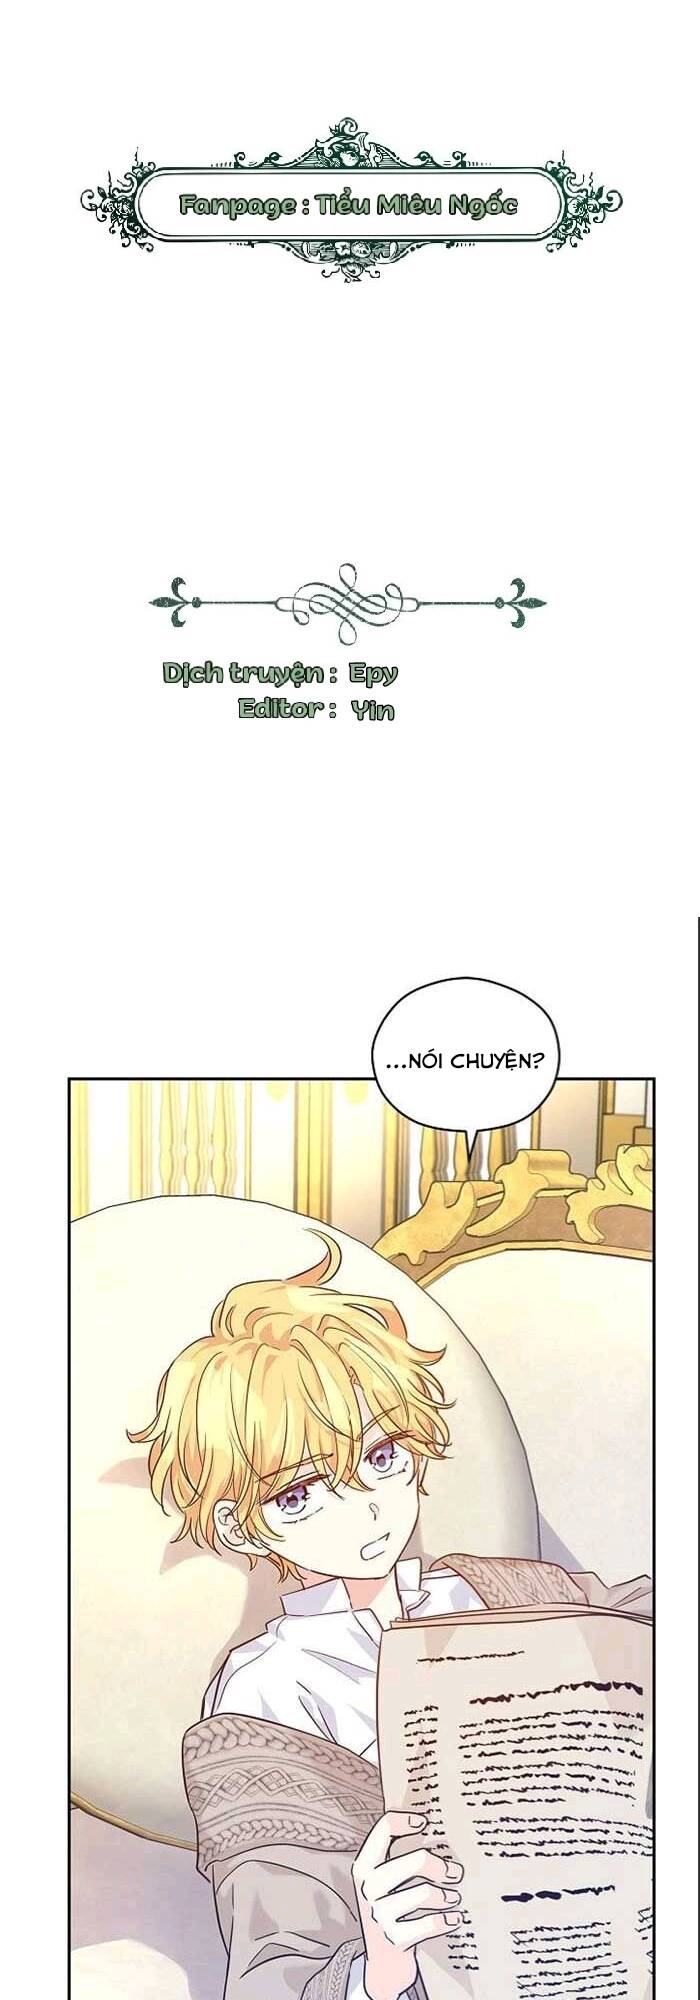 Fanpage : Tiểu Miêu Ngốc
Dịch truyện : Epy
Editor : Yin
...NÓI CHUYỆN?